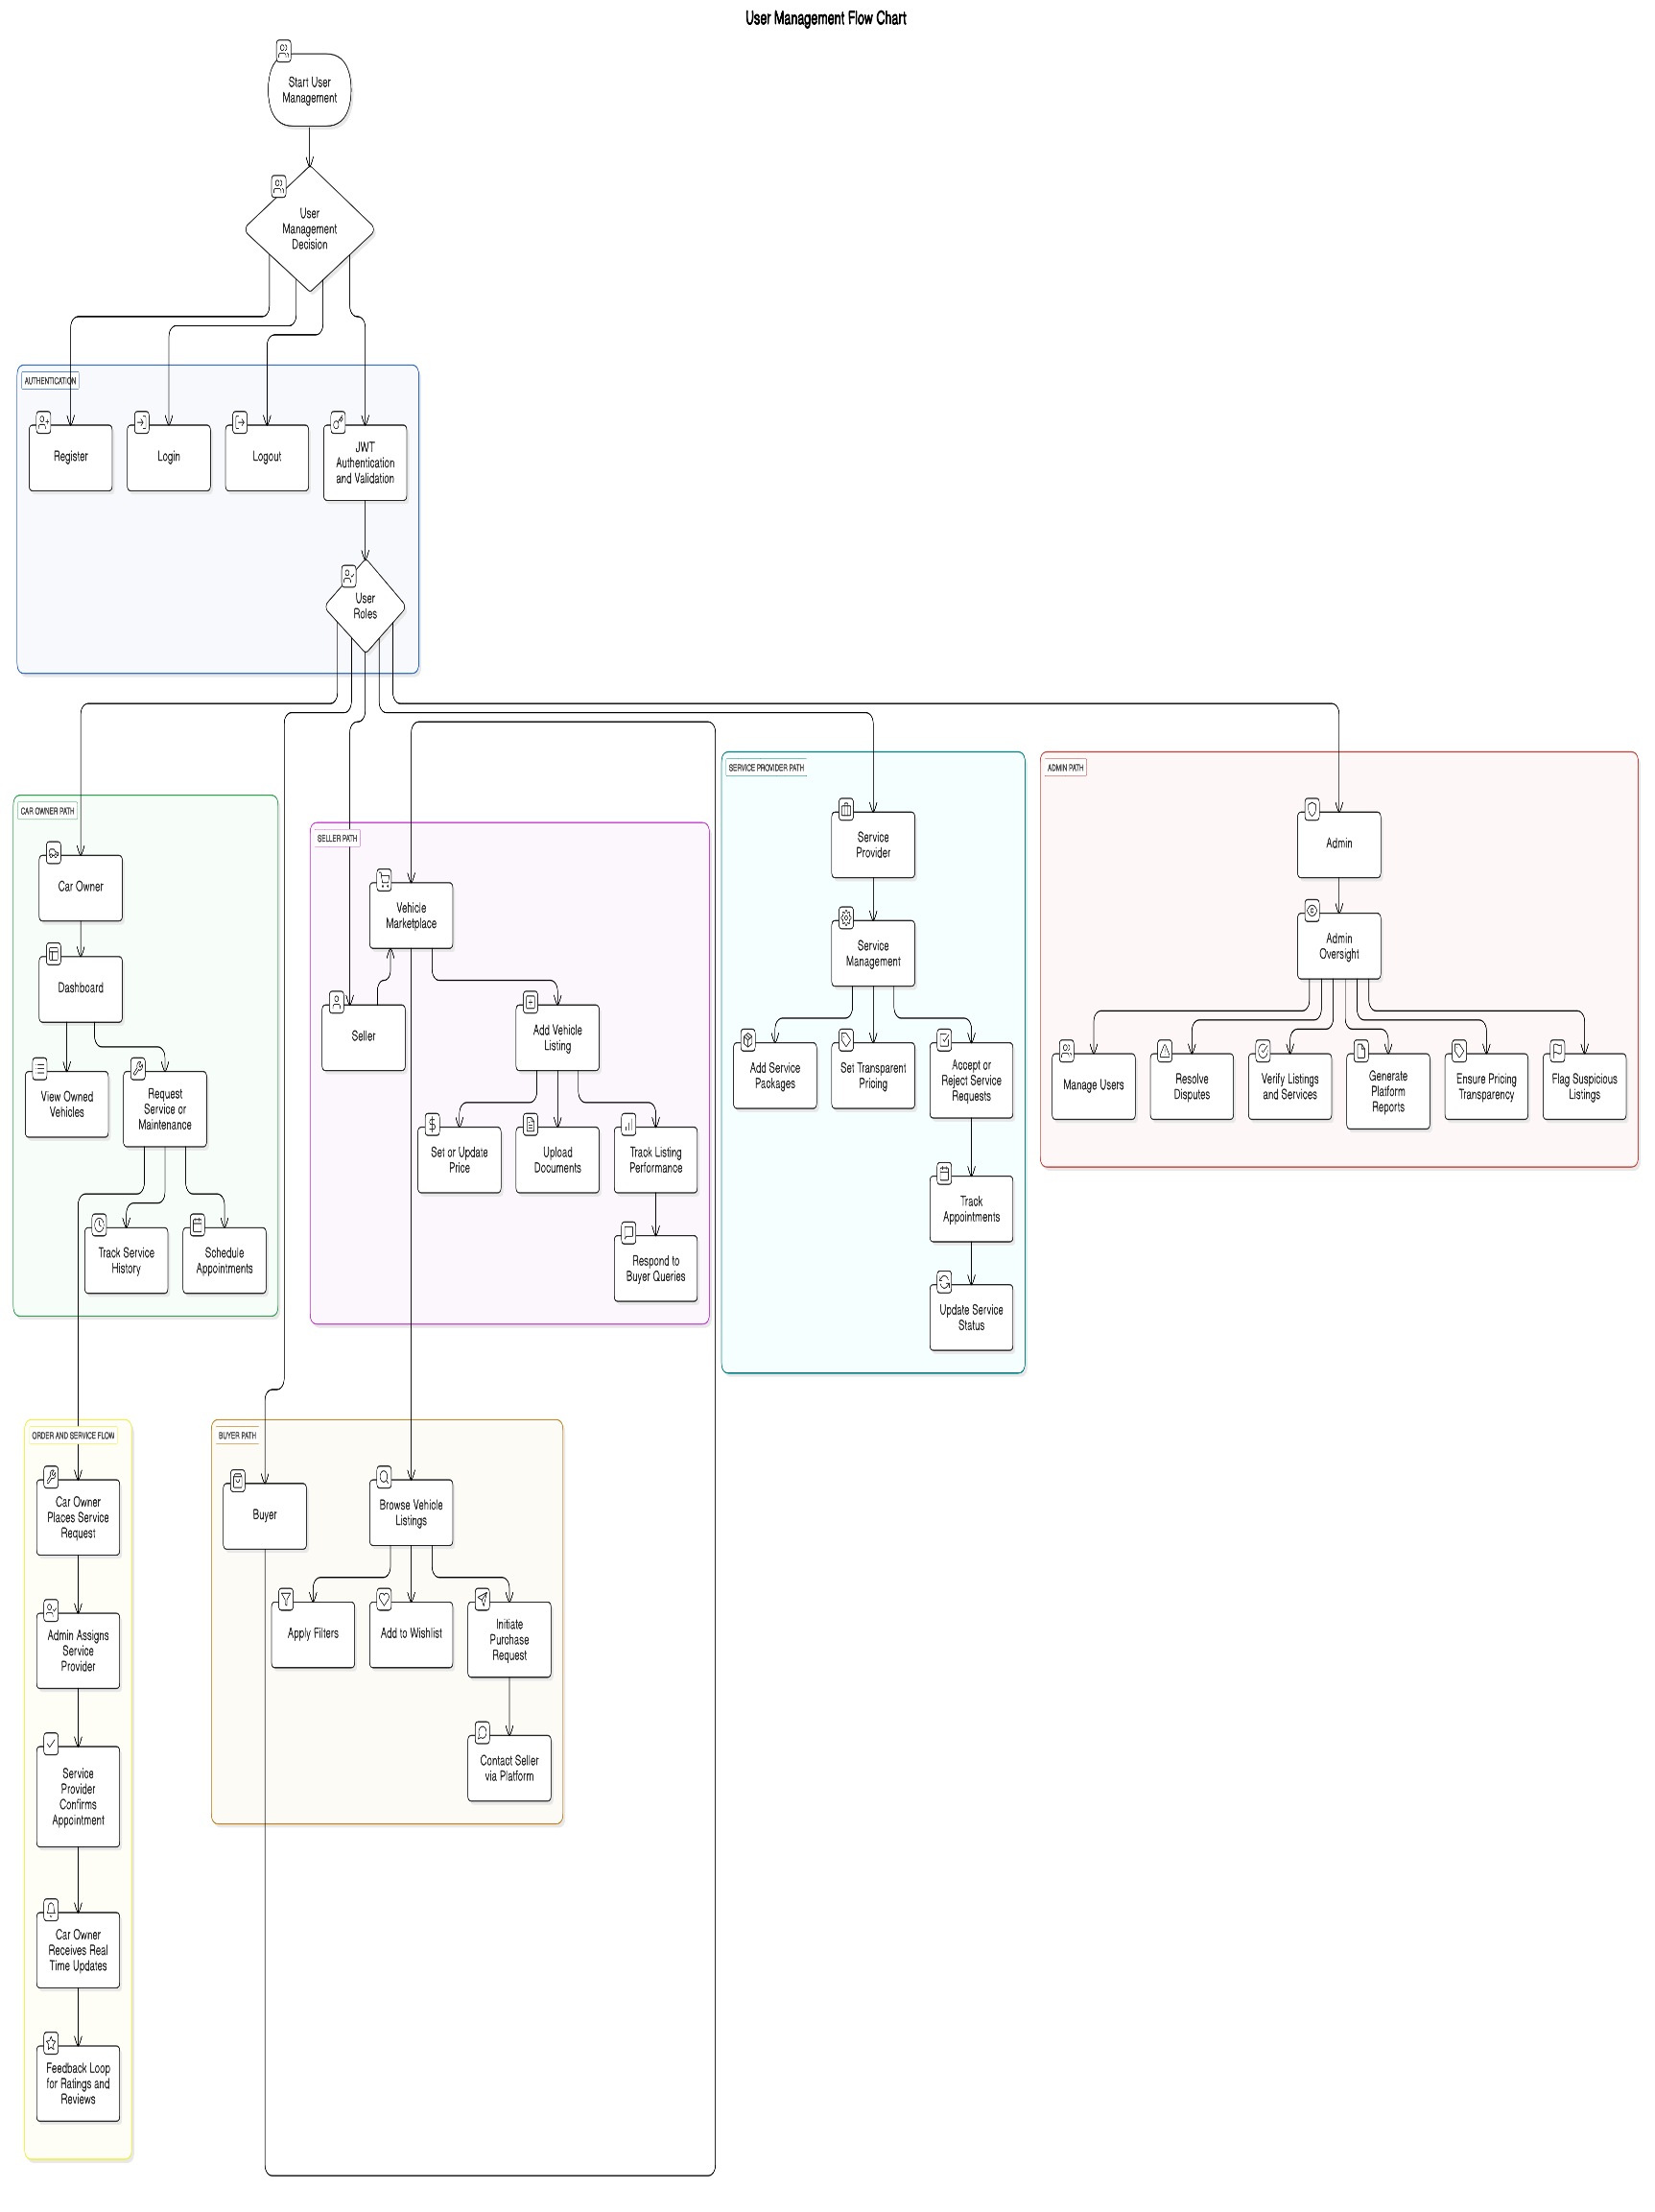 User Management Flow Chart
Start User
Management
User
Management
Decision
AUTHENTICATION
Register
Login
Logout
JWT
Authentication
and Validation
User
Roles
CAR OWNER PATH
Car Owner
Dashboard
View Owned
Vehicles
Request
Service or
Maintenance
Track Service
History
Schedule
Appointments
SELLER PATH
Vehicle
Marketplace
Seller
Add Vehicle
Listing
Set or Update
Price
Upload
Documents
Track Listing
Performance
Respond to
Buyer Queries
SERVICE PROVIDER PATH
Service
Provider
Service
Management
Add Service
Packages
Set Transparent
Pricing
Accept or
Reject Service
Requests
Track
Appointments
Update Service
Status
ADMIN PATH
Admin
Admin
Oversight
Manage Users
Resolve
Disputes
Verify Listings
and Services
Generate
Platform
Reports
Ensure Pricing
Transparency
Flag Suspicious
Listings
ORDER AND SERVICE FLOW
Car Owner
Places Service
Request
Admin Assigns
Service
Provider
Service
Provider
Confirms
Appointment
Car Owner
Receives Real
Time Updates
Feedback Loop
for Ratings and
Reviews
BUYER PATH
Buyer
Browse Vehicle
Listings
Apply Filters
Add to Wishlist
Initiate
Purchase
Request
Contact Seller
via Platform